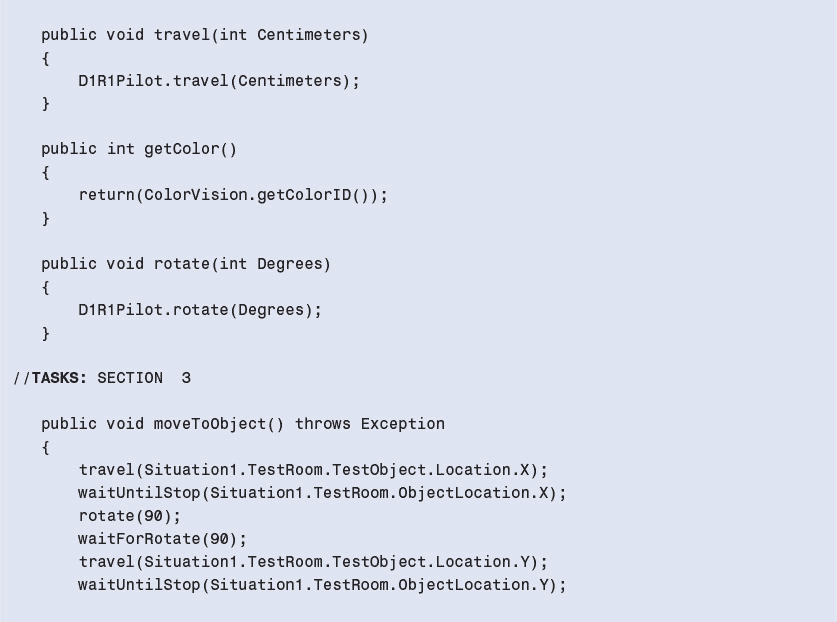 public void travel(int Centimeters)
{
D1R1Pilot.travel(Centimeters);
}
public int getColor()
{
return(ColorVision.getColorID());
}
public void rotate(int Degrees)
{
D1R1Pilot.rotate(Degrees);
}
//TASKS: SECTION 3
public void moveToObject() throws Exception
{
travel(Situation1.TestRoom.TestObject.Location.X);
waitUntilStop(Situation1.TestRoom.ObjectLocation.X);
rotate(90);
waitForRotate(90);
travel(Situation1.TestRoom.TestObject.Location.Y);
waitUntilStop(Situation1.TestRoom.ObjectLocation.Y);